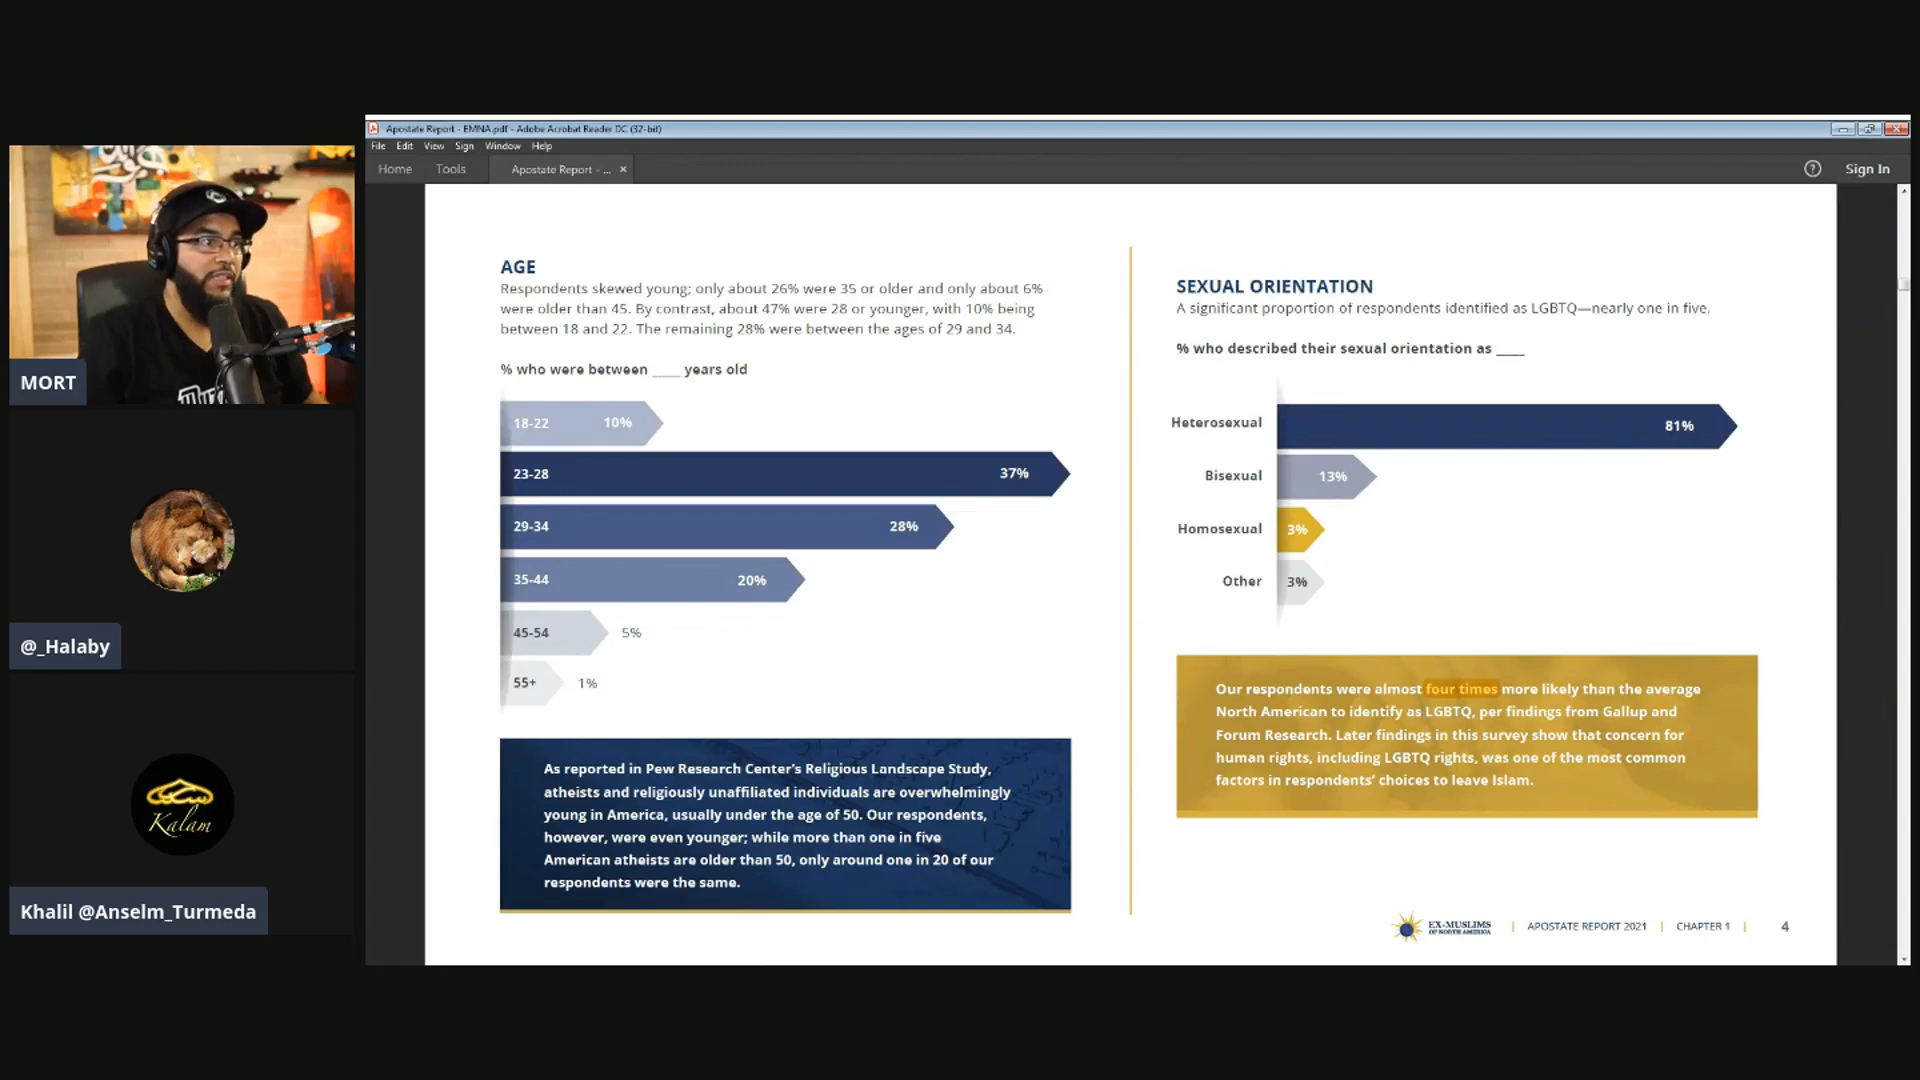 Apostate Report - EMNA.pdf - Adobe Acrobat Reader DC (32-bit)
File Edit View Sign Window Help
Home Tools Apostate Report - ... × ? Sign In
MORT
@_Halaby
Kalam
Khalil @Anselm_Turmeda
AGE
Respondents skewed young; only about 26% were 35 or older and only about 6%
were older than 45. By contrast, about 47% were 28 or younger, with 10% being
between 18 and 22. The remaining 28% were between the ages of 29 and 34.
% who were between ____ years old
18-22 10%
23-28 37%
29-34 28%
35-44 20%
45-54 5%
55+ 1%
As reported in Pew Research Center's Religious Landscape Study,
atheists and religiously unaffiliated individuals are overwhelmingly
young in America, usually under the age of 50. Our respondents,
however, were even younger; while more than one in five
American atheists are older than 50, only around one in 20 of our
respondents were the same.
SEXUAL ORIENTATION
A significant proportion of respondents identified as LGBTQ—nearly one in five.
% who described their sexual orientation as ____
Heterosexual 81%
Bisexual 13%
Homosexual 3%
Other 3%
Our respondents were almost four times more likely than the average
North American to identify as LGBTQ, per findings from Gallup and
Forum Research. Later findings in this survey show that concern for
human rights, including LGBTQ rights, was one of the most common
factors in respondents' choices to leave Islam.
EX-MUSLIMS
OF NORTH AMERICA
| APOSTATE REPORT 2021 | CHAPTER 1 | 4